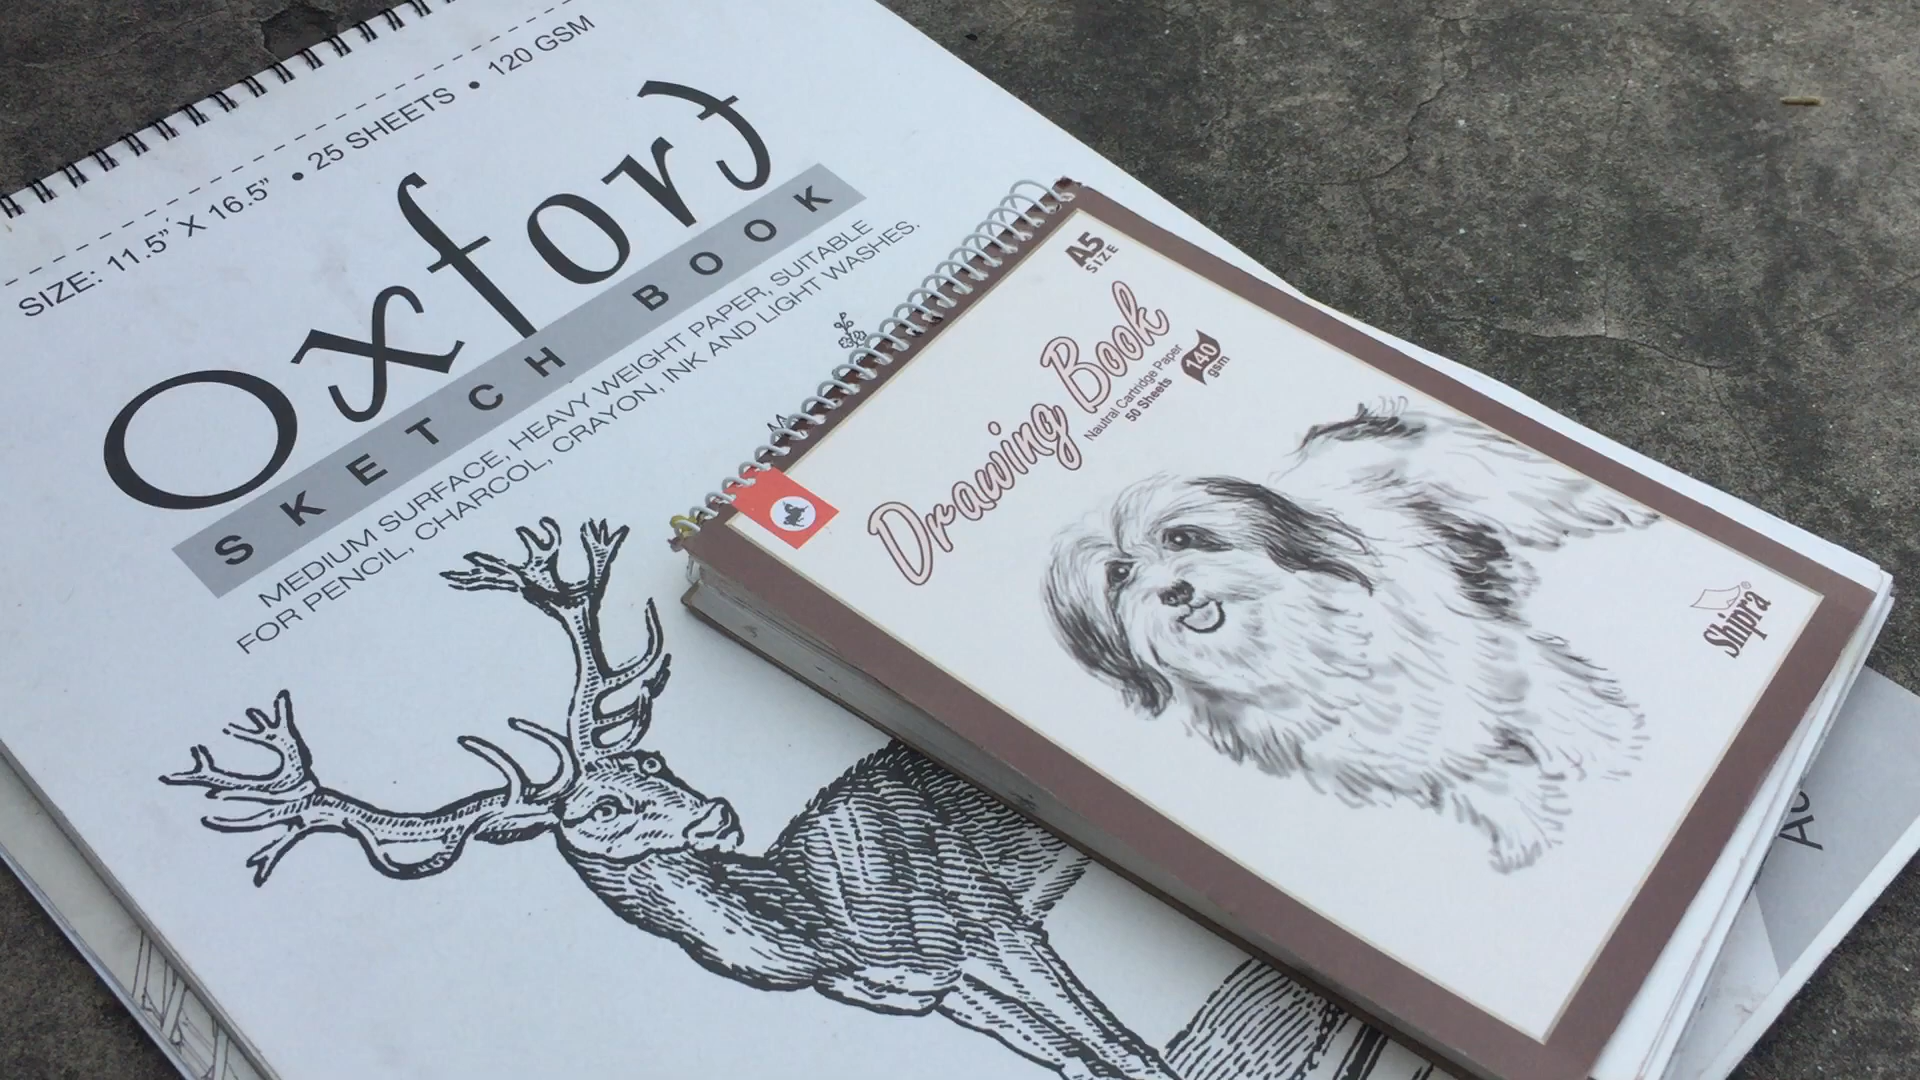 SIZE: 11.5” X 16.5” • 25 SHEETS • 120 GSM
Oxford
SKETCH BOOK
MEDIUM SURFACE, HEAVY WEIGHT PAPER, SUITABLE
FOR PENCIL, CHARCOL, CRAYON, INK AND LIGHT WASHES.
A5
SIZE
Drawing Book
Nautral Cartridge Paper
50 Sheets
140
gsm
Shipra®